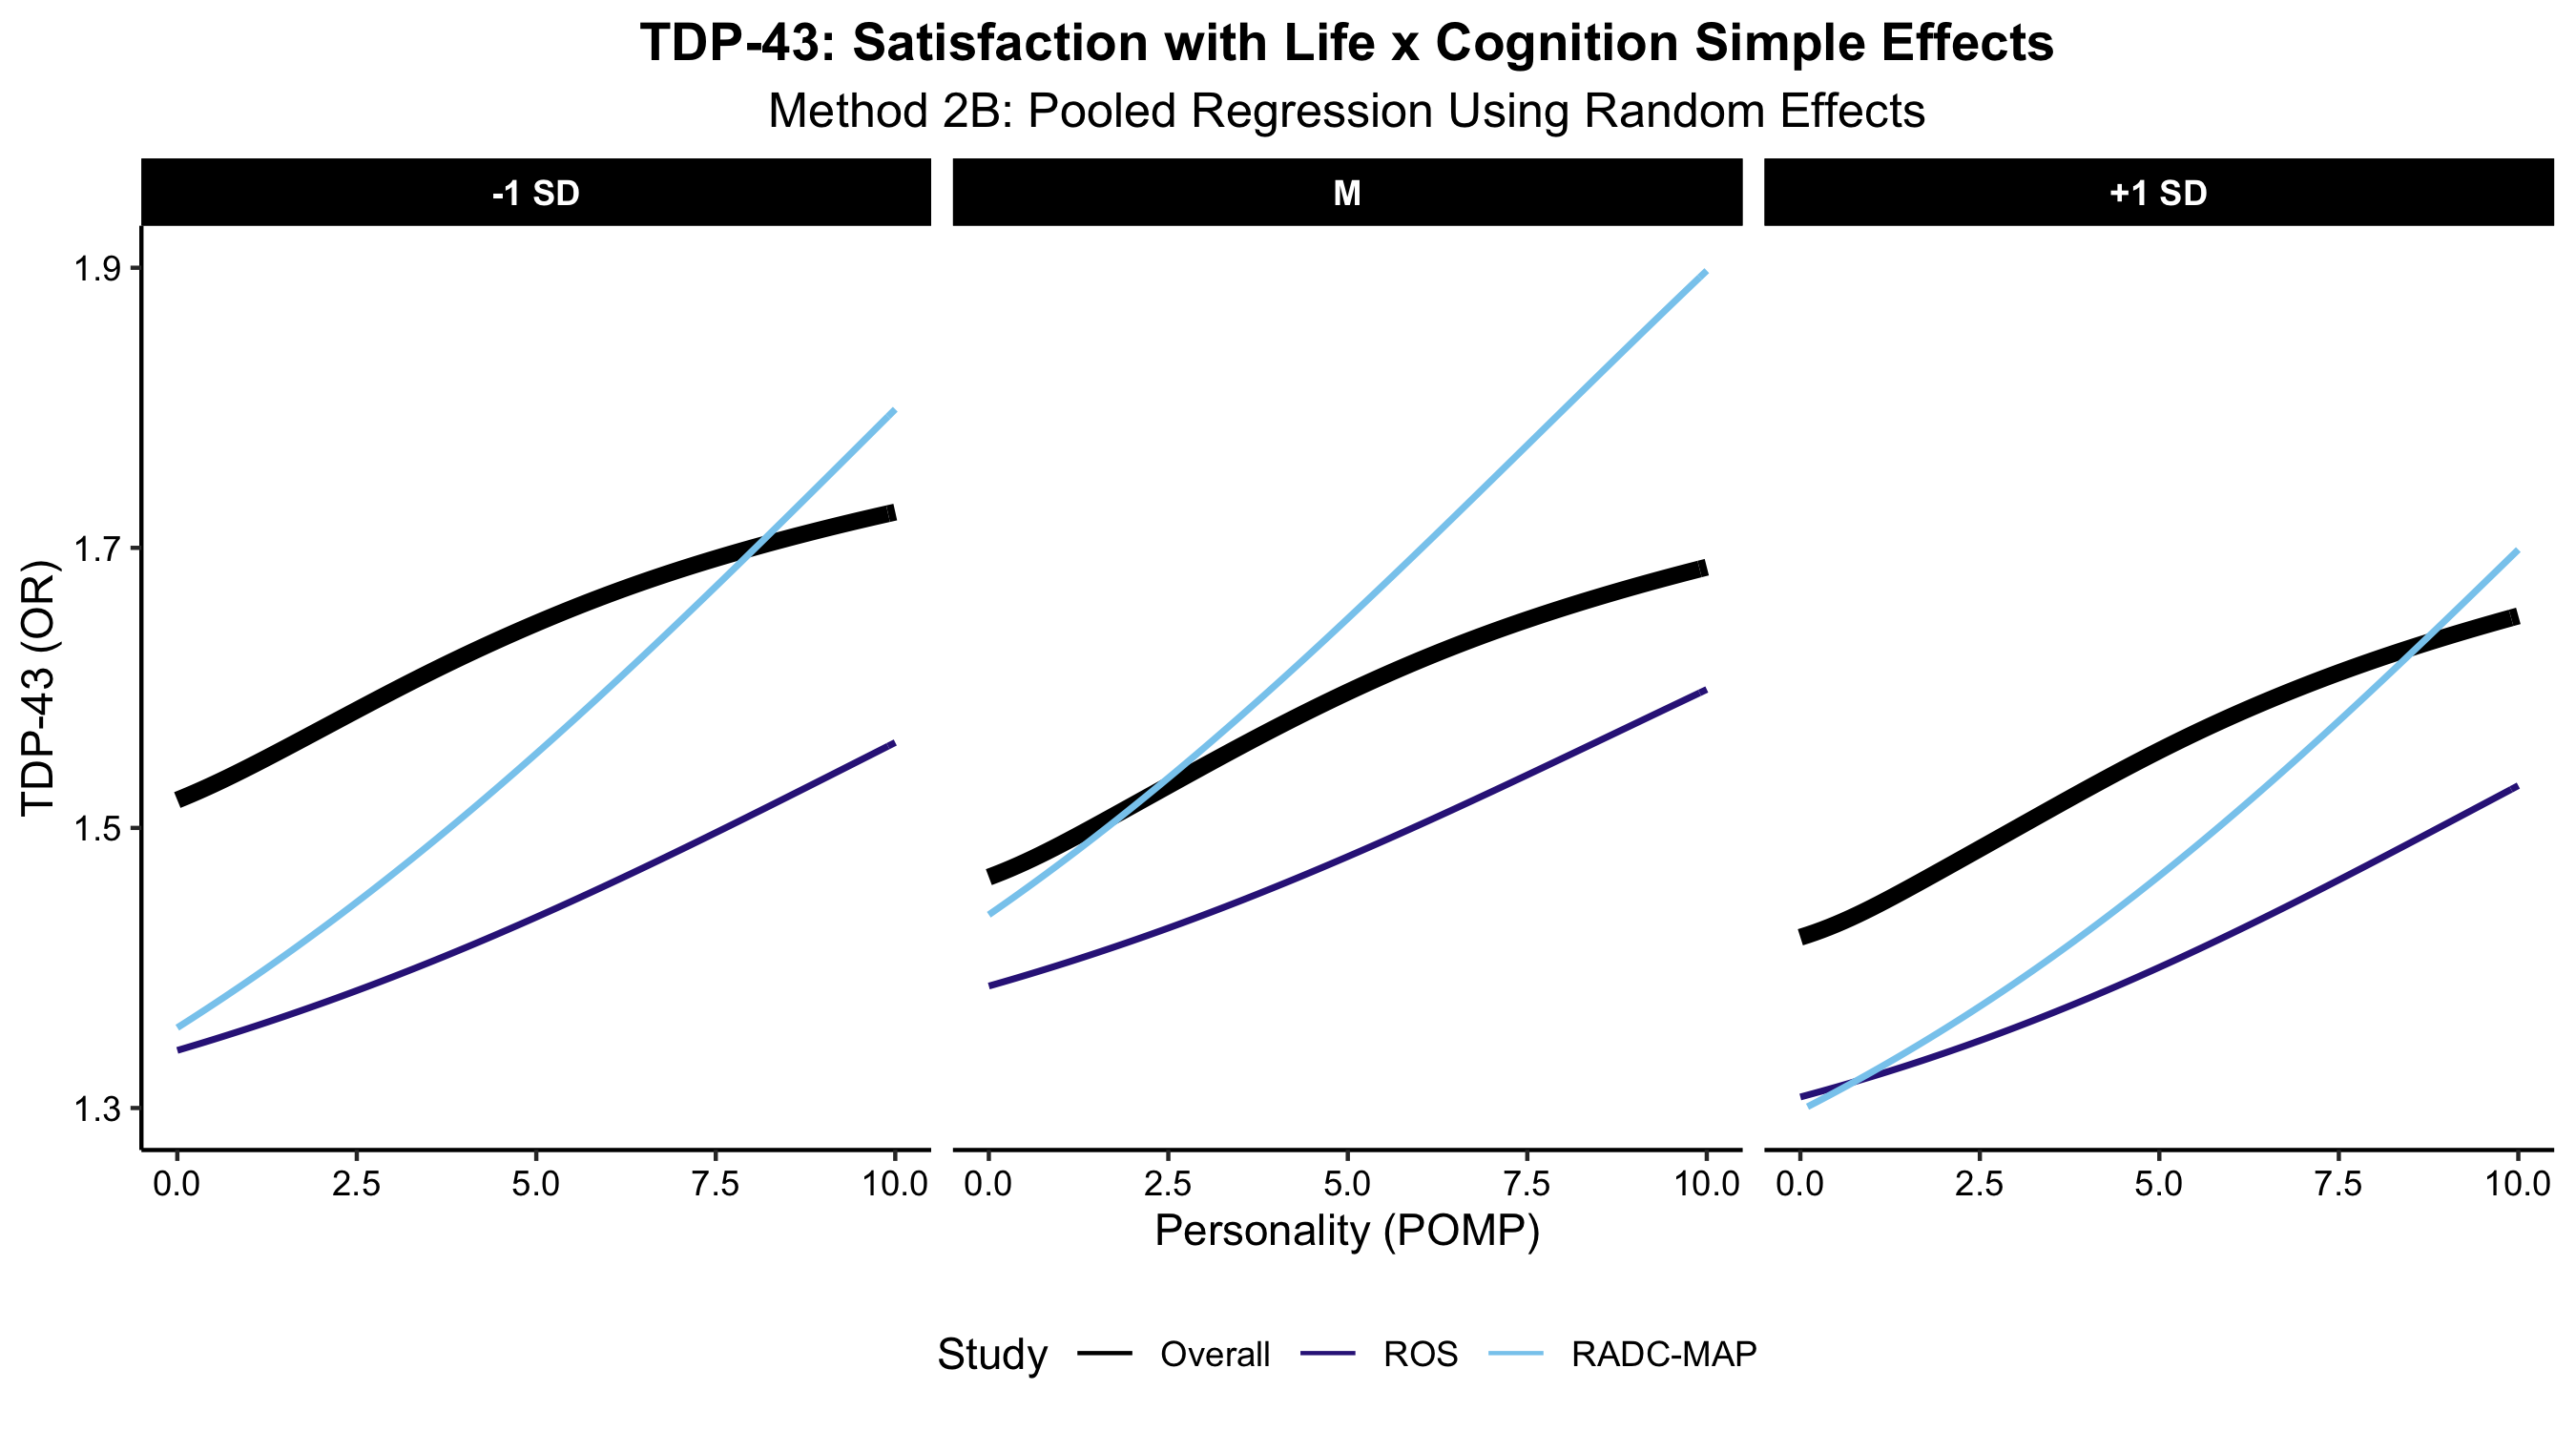 TDP-43: Satisfaction with Life x Cognition Simple Effects
Method 2B: Pooled Regression Using Random Effects
-1 SD M +1 SD
TDP-43 (OR)
1.9
1.7
1.5
1.3
0.0 2.5 5.0 7.5 10.0 0.0 2.5 5.0 7.5 10.0 0.0 2.5 5.0 7.5 10.0
Personality (POMP)
Study Overall ROS RADC-MAP